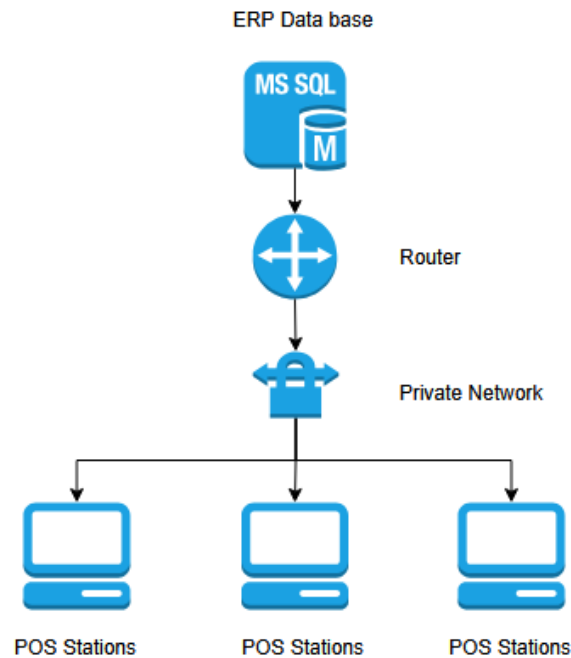 ERP Data base
MS SQL
M
Router
Private Network
POS Stations
POS Stations
POS Stations